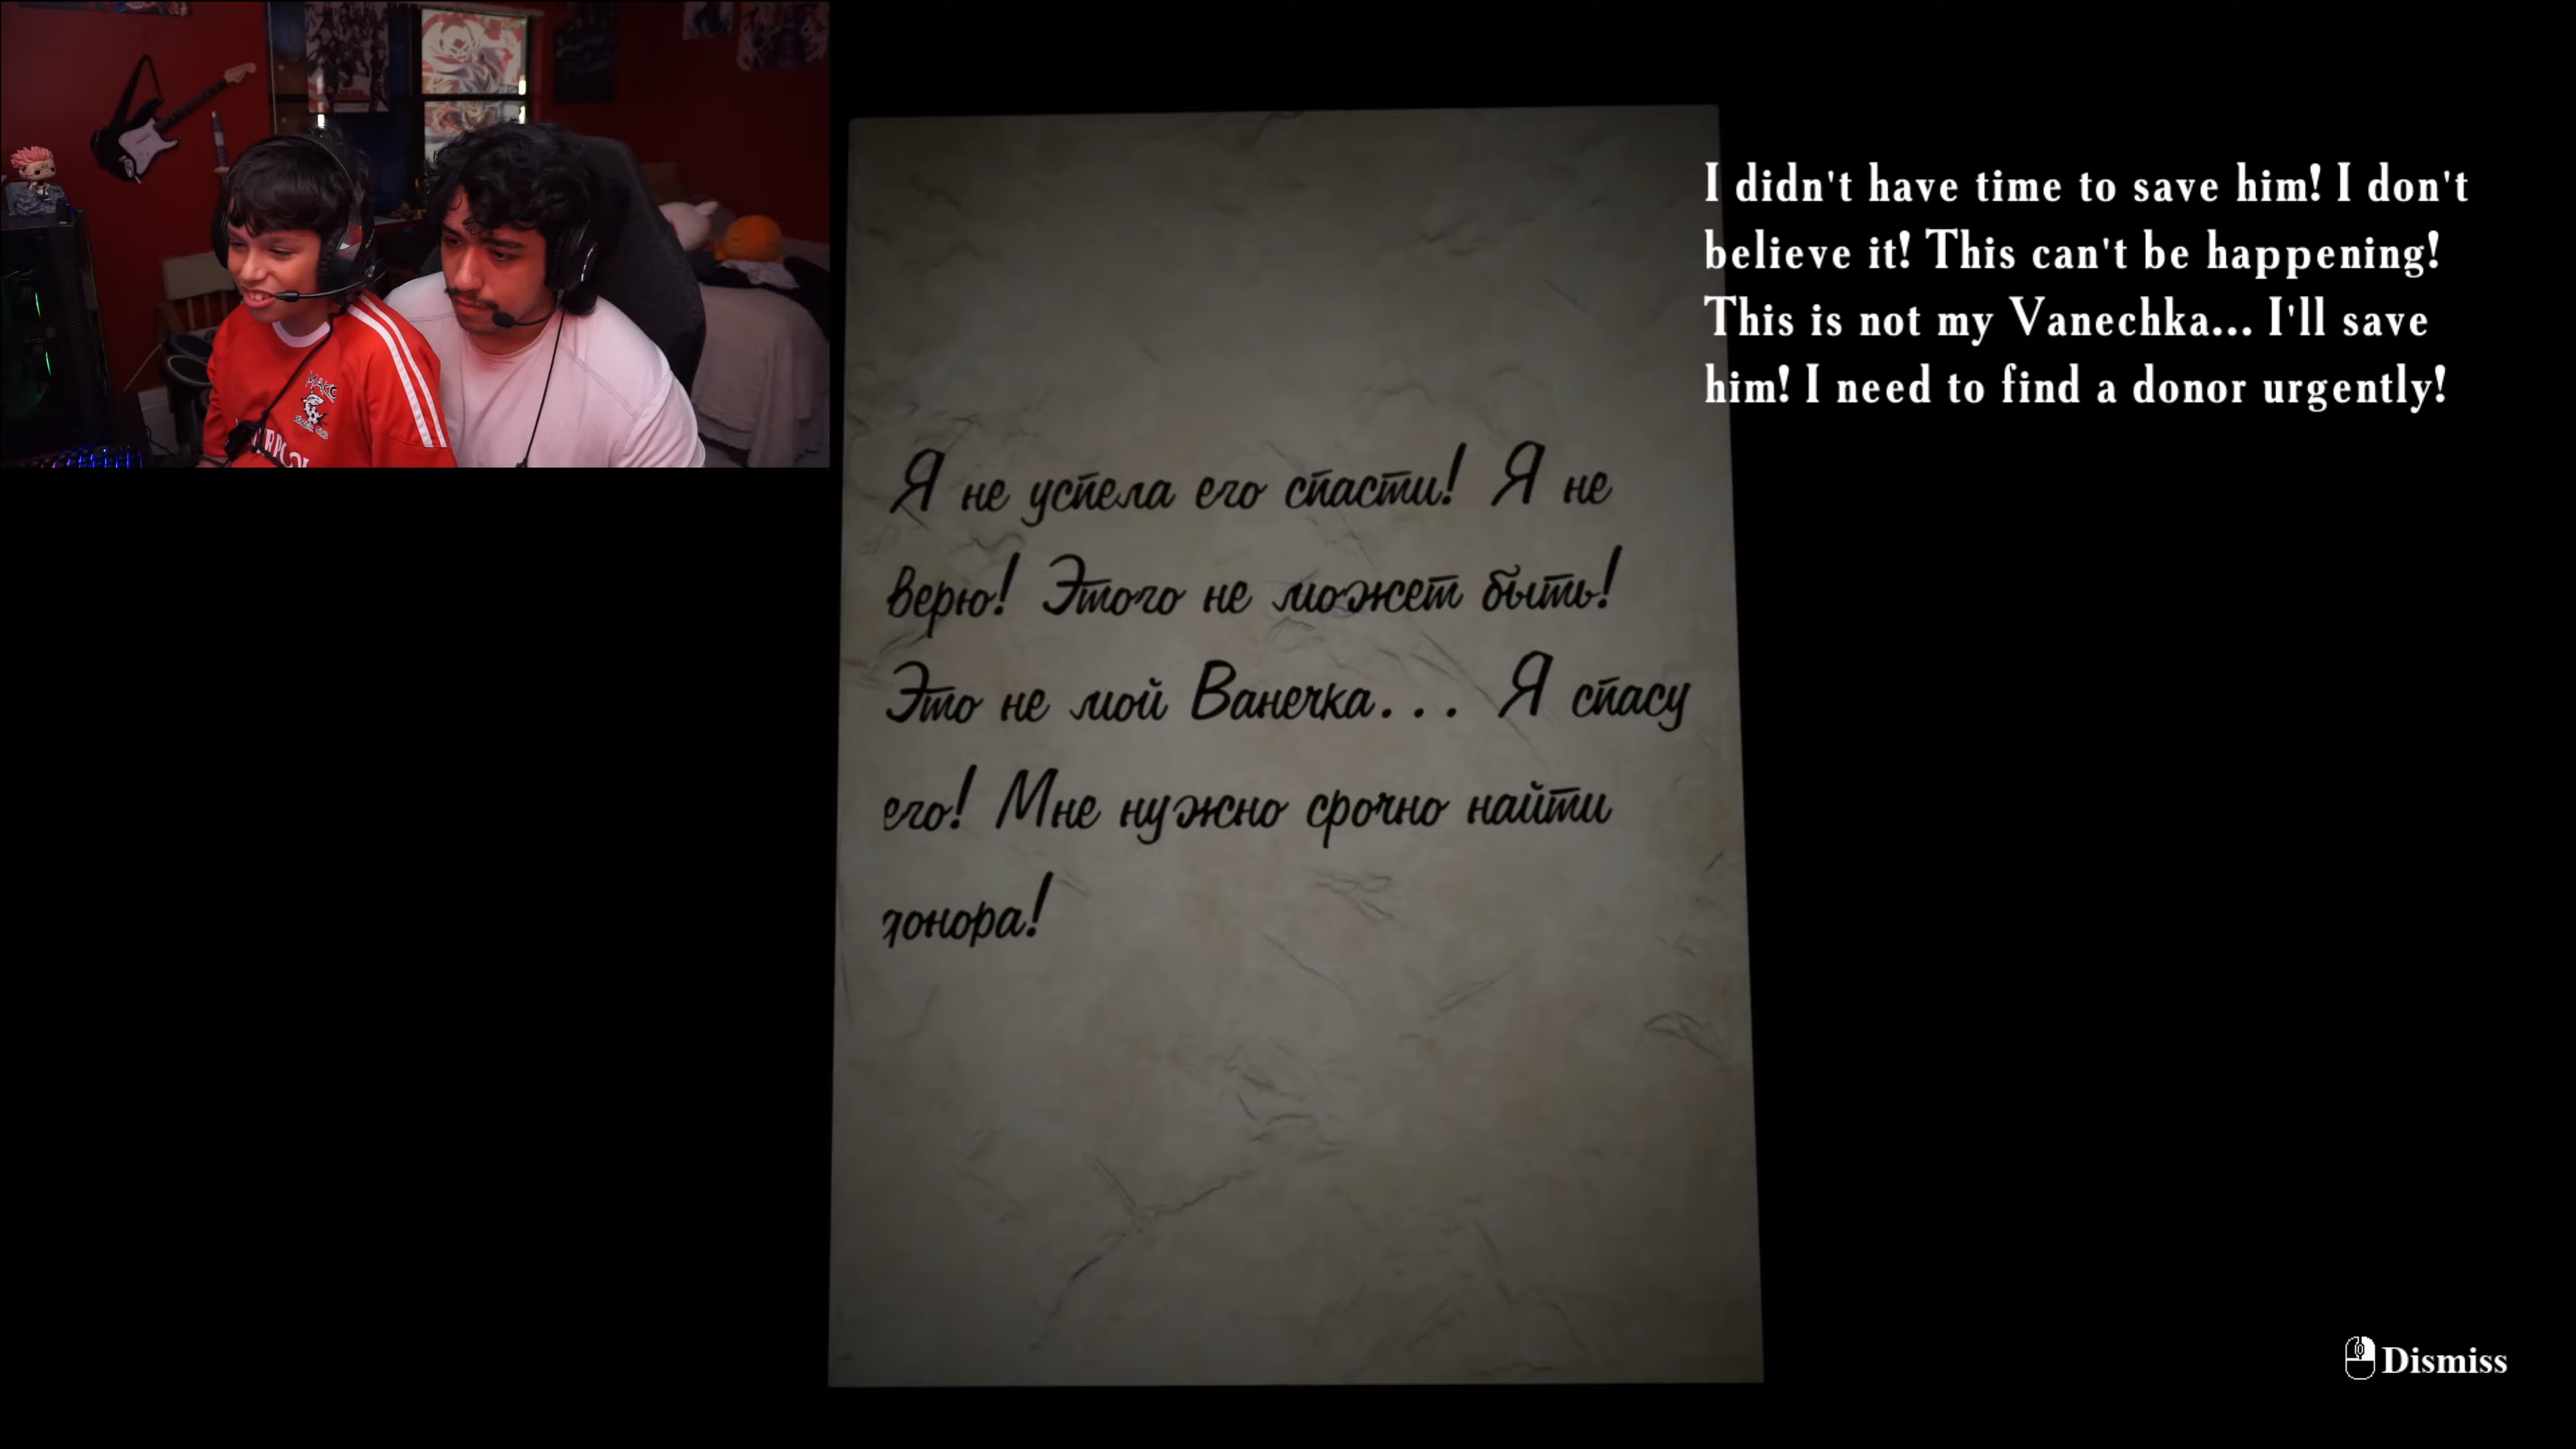 I didn't have time to save him! I don't
believe it! This can't be happening!
This is not my Vanechka... I'll save
him! I need to find a donor urgently!
Я не успела его спасти! Я не
верю! Этого не может быть!
Это не мой Ванечка... Я спасу
его! Мне нужно срочно найти
донора!
MAKO
Dismiss